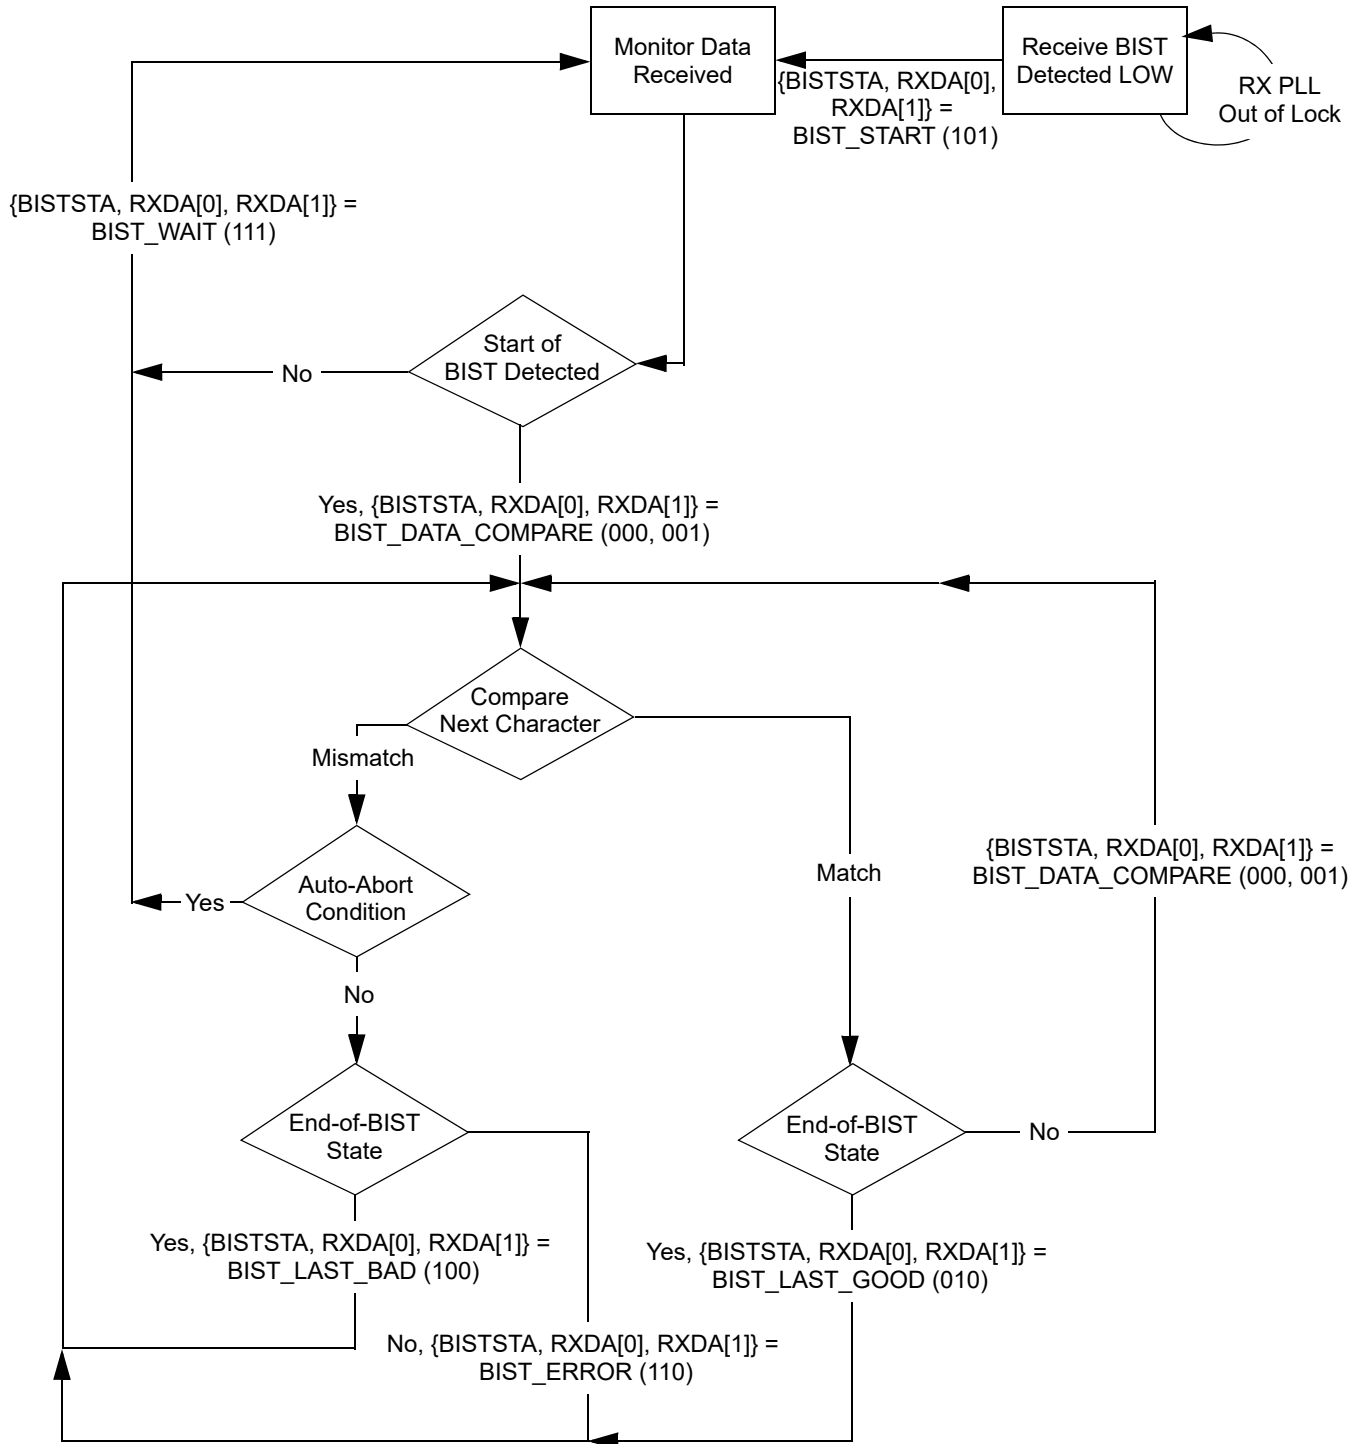 Monitor Data
Received
Receive BIST
Detected LOW
RX PLL
Out of Lock
{BISTSTA, RXDA[0],
RXDA[1]} =
BIST_START (101)
{BISTSTA, RXDA[0], RXDA[1]} =
BIST_WAIT (111)
Start of
BIST Detected
No
Yes, {BISTSTA, RXDA[0], RXDA[1]} =
BIST_DATA_COMPARE (000, 001)
Compare
Next Character
Mismatch
Match
{BISTSTA, RXDA[0], RXDA[1]} =
BIST_DATA_COMPARE (000, 001)
Auto-Abort
Condition
Yes
No
End-of-BIST
State
End-of-BIST
State
No
Yes, {BISTSTA, RXDA[0], RXDA[1]} =
BIST_LAST_BAD (100)
Yes, {BISTSTA, RXDA[0], RXDA[1]} =
BIST_LAST_GOOD (010)
No, {BISTSTA, RXDA[0], RXDA[1]} =
BIST_ERROR (110)